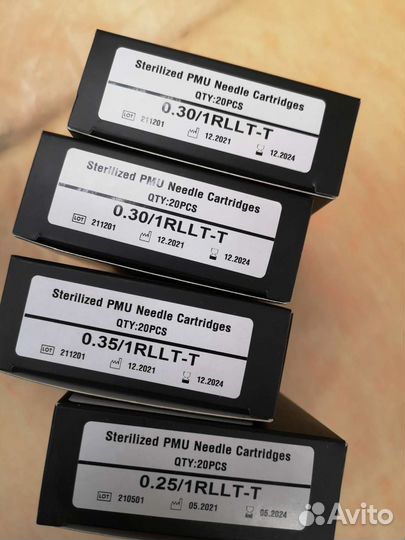 Sterilized PMU Needle Cartridges
QTY:20PCS
0.30/1RLLT-T
LOT 211201 12.2021 12.2024
Sterilized PMU Needle Cartridges
QTY:20PCS
0.30/1RLLT-T
LOT 211201 12.2021 12.2024
Sterilized PMU Needle Cartridges
QTY:20PCS
0.35/1RLLT-T
LOT 211201 12.2021 12.2024
Sterilized PMU Needle Cartridges
QTY:20PCS
0.25/1RLLT-T
LOT 210501 05.2021 05.2024
Avito